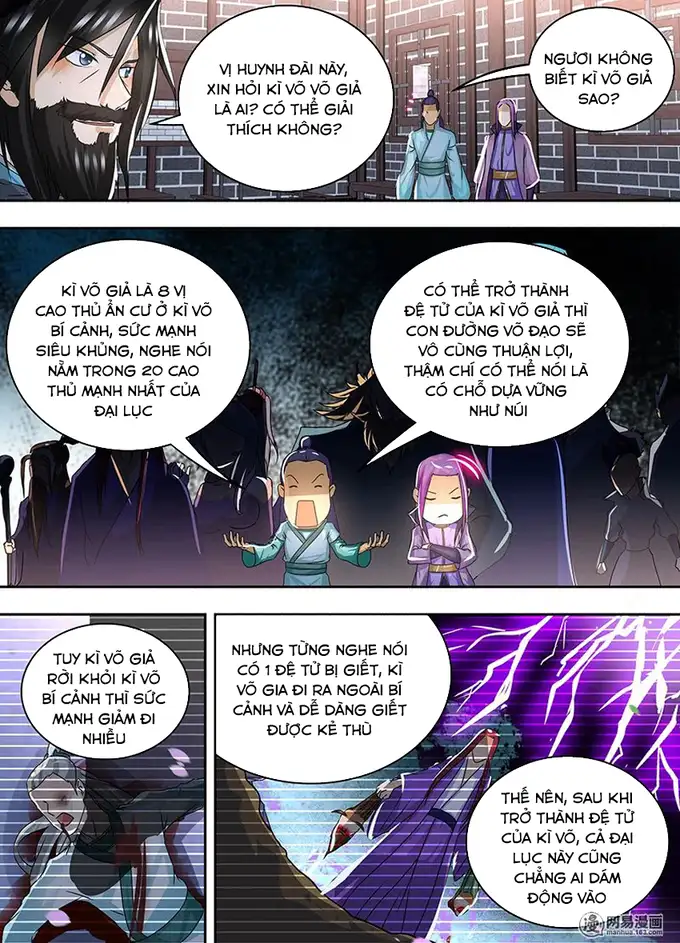 VỊ HUYNH ĐÀI NÀY,
XIN HỎI KÌ VÕ VÕ GIẢ
LÀ AI? CÓ THỂ GIẢI
THÍCH KHÔNG?
NGƯƠI KHÔNG
BIẾT KÌ VÕ GIẢ
SAO?
KÌ VÕ GIẢ LÀ 8 VỊ
CAO THỦ ẨN CƯ Ở KÌ VÕ
BÍ CẢNH, SỨC MẠNH
SIÊU KHỦNG, NGHE NÓI
NẰM TRONG 20 CAO
THỦ MẠNH NHẤT CỦA
ĐẠI LỤC
CÓ THỂ TRỞ THÀNH
ĐỆ TỬ CỦA KÌ VÕ GIẢ THÌ
CON ĐƯỜNG VÕ ĐẠO SẼ
VÔ CÙNG THUẬN LỢI,
THẬM CHÍ CÓ THỂ NÓI LÀ
CÓ CHỖ DỰA VỮNG
NHƯ NÚI
TUY KÌ VÕ GIẢ
RỜI KHỎI KÌ VÕ
BÍ CẢNH THÌ SỨC
MẠNH GIẢM ĐI
NHIỀU
NHƯNG TỪNG NGHE NÓI
CÓ 1 ĐỆ TỬ BỊ GIẾT, KÌ
VÕ GIA ĐI RA NGOÀI BÍ
CẢNH VÀ DỄ DÀNG GIẾT
ĐƯỢC KẺ THÙ
THẾ NÊN, SAU KHI
TRỞ THÀNH ĐỆ TỬ
CỦA KÌ VÕ, CẢ ĐẠI
LỤC NÀY CŨNG
CHẲNG AI DÁM
ĐỘNG VÀO
网易漫画
manhua.163.com